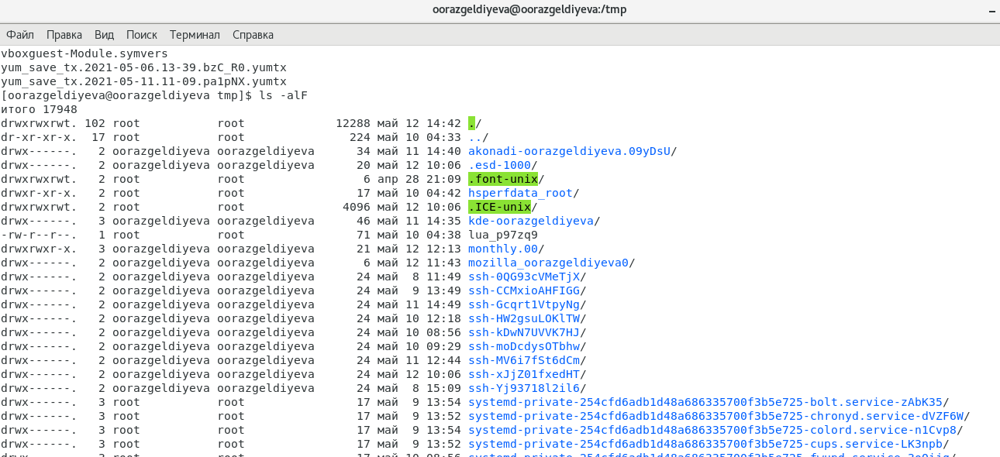 oorazgeldiyeva@oorazgeldiyeva:/tmp
Файл Правка Вид Поиск Терминал Справка
vboxguest-Module.symvers
yum_save_tx.2021-05-06.13-39.bzC_R0.yumtx
yum_save_tx.2021-05-11.11-09.pa1pNX.yumtx
[oorazgeldiyeva@oorazgeldiyeva tmp]$ ls -alF
итого 17948
drwxrwxrwt. 102 root           root             12288 май 12 14:42 ./
dr-xr-xr-x.  17 root           root               224 май 10 04:33 ../
drwx------.   2 oorazgeldiyeva oorazgeldiyeva      34 май 11 14:40 akonadi-oorazgeldiyeva.09yDsU/
drwx------.   2 oorazgeldiyeva oorazgeldiyeva      20 май 12 10:06 .esd-1000/
drwxrwxrwt.   2 root           root                 6 апр 28 21:09 .font-unix/
drwxr-xr-x.   2 root           root                17 май 10 04:42 hsperfdata_root/
drwxrwxrwt.   2 root           root              4096 май 12 10:06 .ICE-unix/
drwx------.   3 oorazgeldiyeva oorazgeldiyeva      46 май 11 14:35 kde-oorazgeldiyeva/
-rw-r--r--.   1 root           root                71 май 10 04:38 lua_p97zq9
drwxrwxr-x.   3 oorazgeldiyeva oorazgeldiyeva      21 май 12 12:13 monthly.00/
drwx------.   2 oorazgeldiyeva oorazgeldiyeva       6 май 12 11:43 mozilla_oorazgeldiyeva0/
drwx------.   2 oorazgeldiyeva oorazgeldiyeva      24 май  8 11:49 ssh-0QG93cVMeTjX/
drwx------.   2 oorazgeldiyeva oorazgeldiyeva      24 май  9 13:49 ssh-CCMxioAHFIGG/
drwx------.   2 oorazgeldiyeva oorazgeldiyeva      24 май 11 14:49 ssh-Gcqrt1VtpyNg/
drwx------.   2 oorazgeldiyeva oorazgeldiyeva      24 май 10 12:18 ssh-HW2gsuLOKlTW/
drwx------.   2 oorazgeldiyeva oorazgeldiyeva      24 май 10 08:56 ssh-kDwN7UVVK7HJ/
drwx------.   2 oorazgeldiyeva oorazgeldiyeva      24 май 10 09:29 ssh-moDcdysOTbhw/
drwx------.   2 oorazgeldiyeva oorazgeldiyeva      24 май 11 12:44 ssh-MV6i7fSt6dCm/
drwx------.   2 oorazgeldiyeva oorazgeldiyeva      24 май 12 10:06 ssh-xJjZ01fxedHT/
drwx------.   2 oorazgeldiyeva oorazgeldiyeva      24 май  8 15:09 ssh-Yj93718l2il6/
drwx------.   3 root           root                17 май  9 13:54 systemd-private-254cfd6adb1d48a686335700f3b5e725-bolt.service-zAbK35/
drwx------.   3 root           root                17 май  9 13:52 systemd-private-254cfd6adb1d48a686335700f3b5e725-chronyd.service-dVZF6W/
drwx------.   3 root           root                17 май  9 13:54 systemd-private-254cfd6adb1d48a686335700f3b5e725-colord.service-n1Cvp8/
drwx------.   3 root           root                17 май  9 13:52 systemd-private-254cfd6adb1d48a686335700f3b5e725-cups.service-LK3npb/